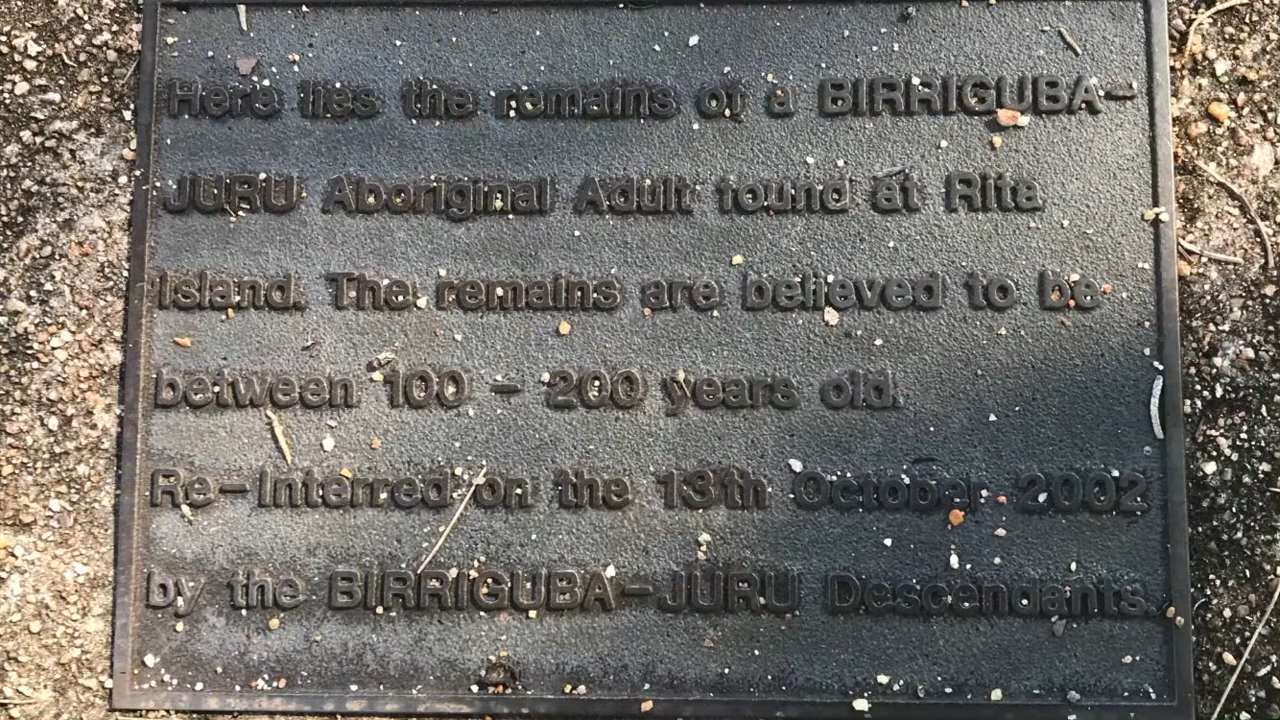 Here lies the remains of a BIRRIGUBA-
JURU Aboriginal Adult found at Rita
Island. The remains are believed to be
between 100 - 200 years old.
Re-Interred on the 13th October 2002
by the BIRRIGUBA-JURU Descendants.